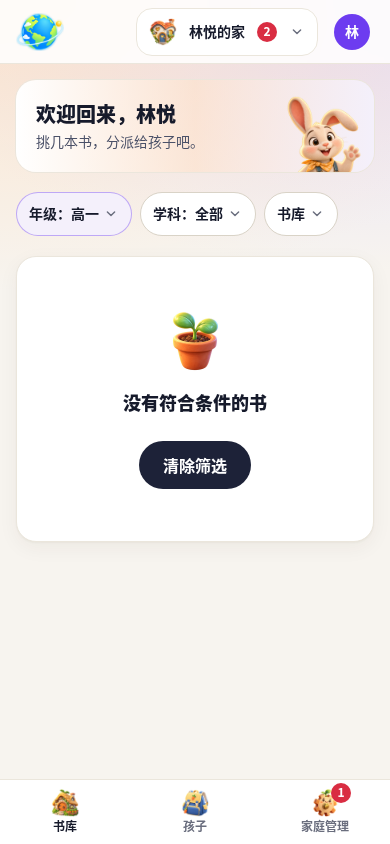 林悦的家 2
林
欢迎回来，林悦
挑几本书，分派给孩子吧。
年级：高一 学科：全部 书库
没有符合条件的书
清除筛选
1
书库 孩子 家庭管理